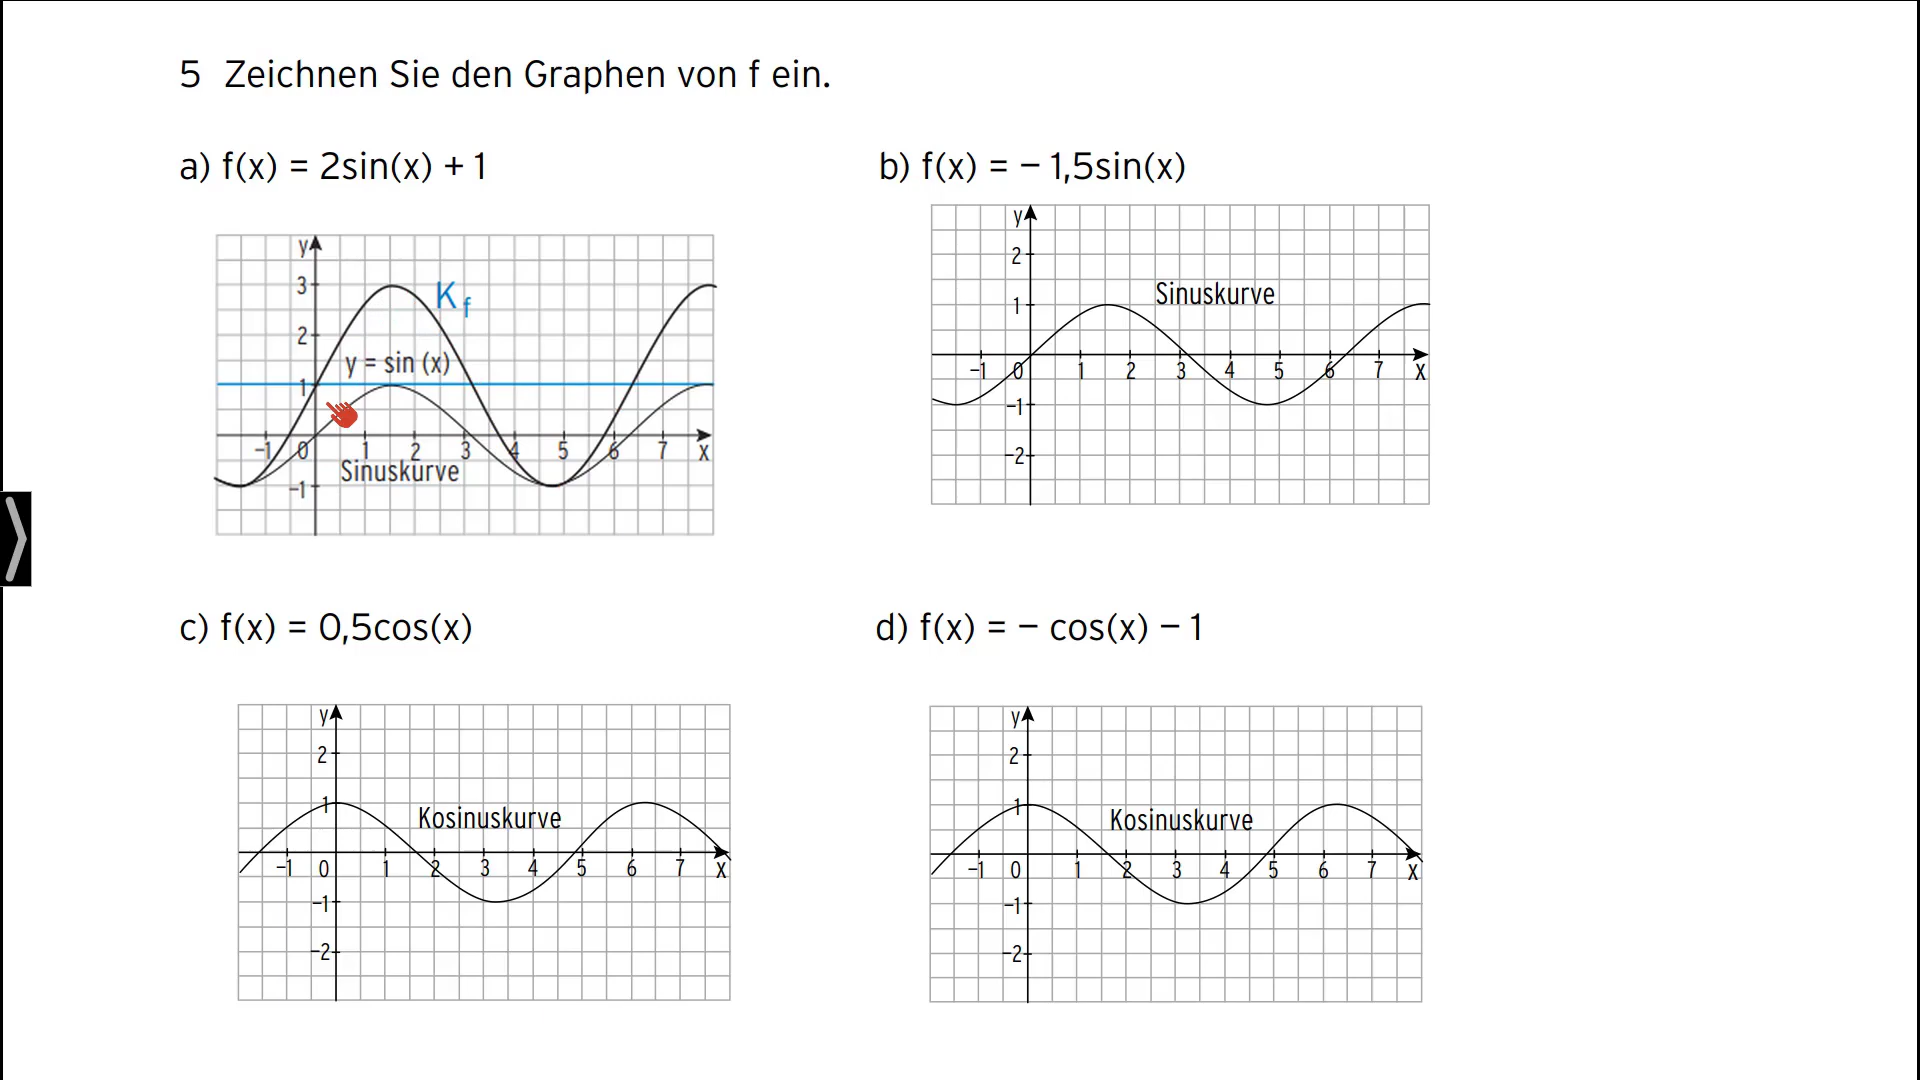 5 Zeichnen Sie den Graphen von f ein.
a) f(x) = 2sin(x) + 1
b) f(x) = − 1,5sin(x)
y
3
K f
2
y = sin (x)
1
−1 0 1 2 3 4 5 6 7 x
Sinuskurve
−1
y
2
Sinuskurve
1
−1 0 1 2 3 4 5 6 7 x
−1
−2
c) f(x) = 0,5cos(x)
d) f(x) = − cos(x) − 1
y
2
1
Kosinuskurve
−1 0 1 2 3 4 5 6 7 x
−1
−2
y
2
1
Kosinuskurve
−1 0 1 2 3 4 5 6 7 x
−1
−2